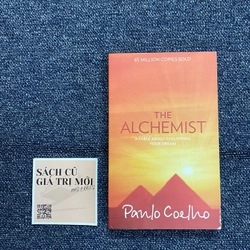 65 MILLION COPIES SOLD
THE
ALCHEMIST
A FABLE ABOUT FOLLOWING
YOUR DREAM
Paulo Coelho
SÁCH CŨ
GIÁ TRỊ MỚI